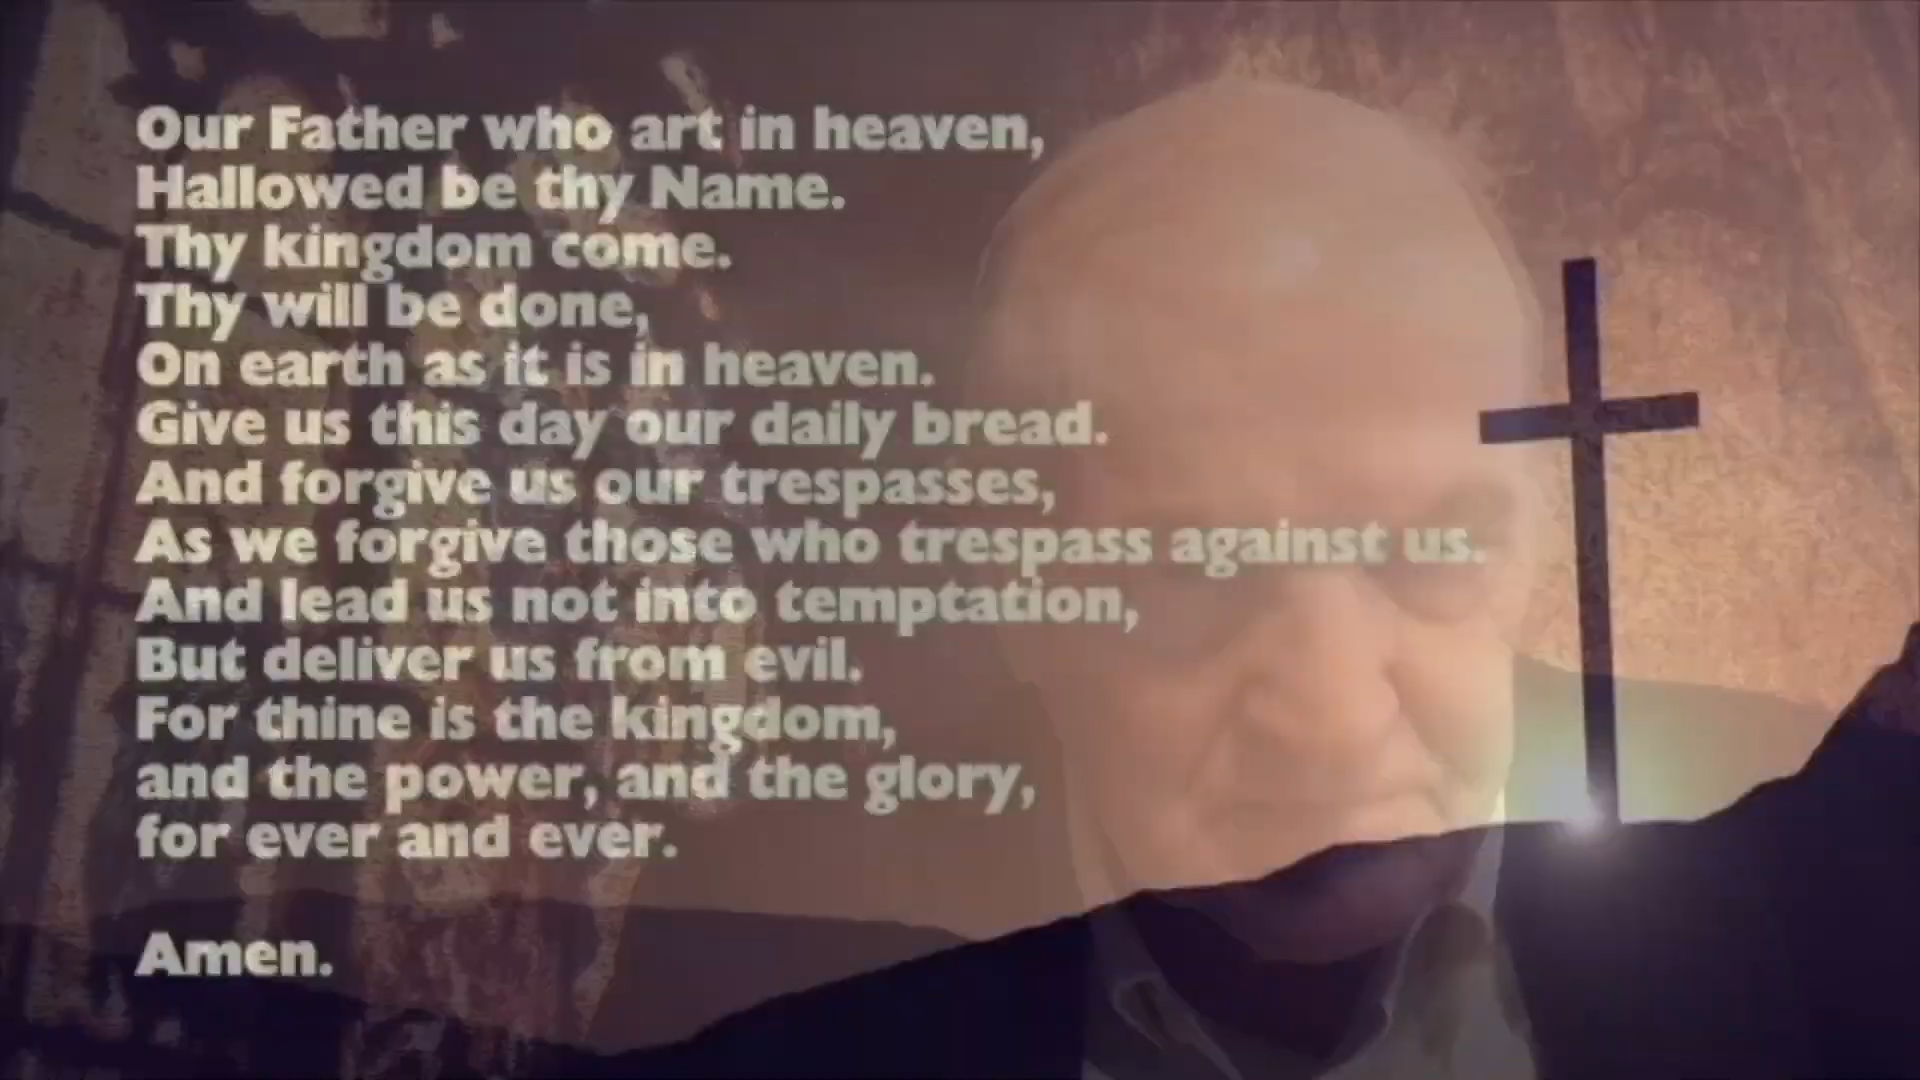 Our Father who art in heaven,
Hallowed be thy Name.
Thy kingdom come.
Thy will be done,
On earth as it is in heaven.
Give us this day our daily bread.
And forgive us our trespasses,
As we forgive those who trespass against us.
And lead us not into temptation,
But deliver us from evil.
For thine is the kingdom,
and the power, and the glory,
for ever and ever.
Amen.